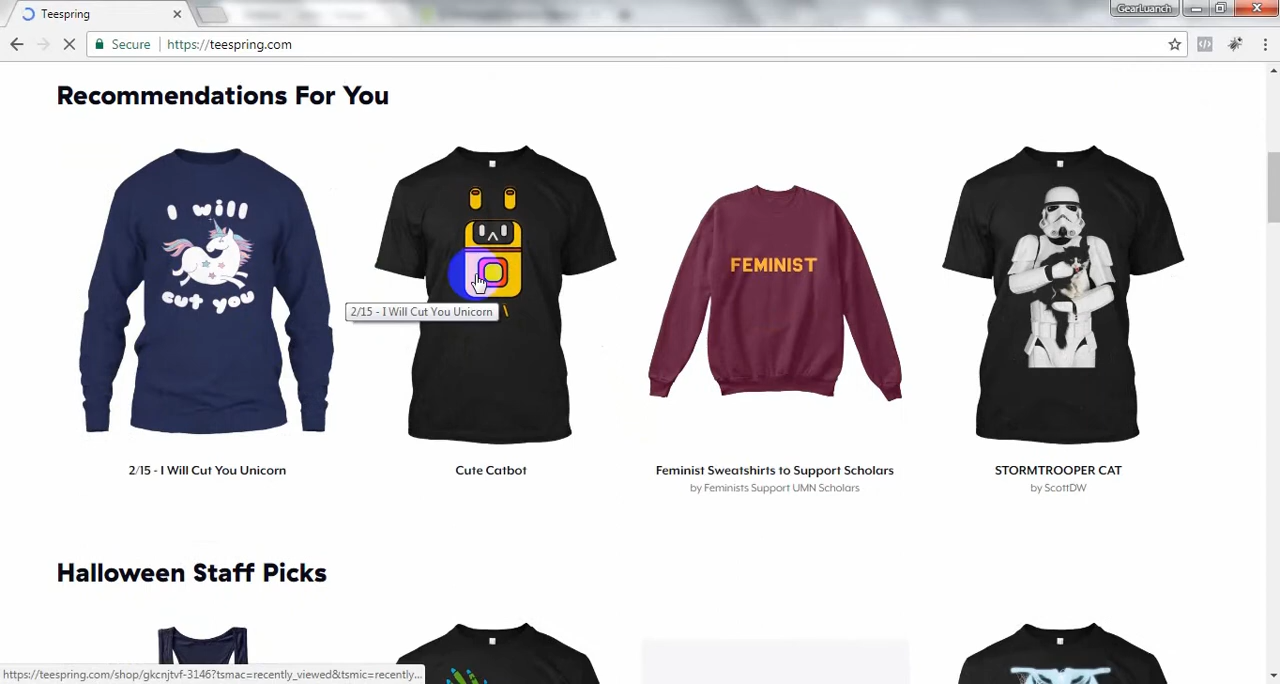 Teespring
GearLuanch
Secure
https://teespring.com
Recommendations For You
I will
cut you
FEMINIST
2/15 - I Will Cut You Unicorn
2/15 - I Will Cut You Unicorn
Cute Catbot
Feminist Sweatshirts to Support Scholars
STORMTROOPER CAT
by Feminists Support UMN Scholars
by ScottDW
Halloween Staff Picks
https://teespring.com/shop/gkcnjtvf-3146?tsmac=recently_viewed&tsmic=recently...